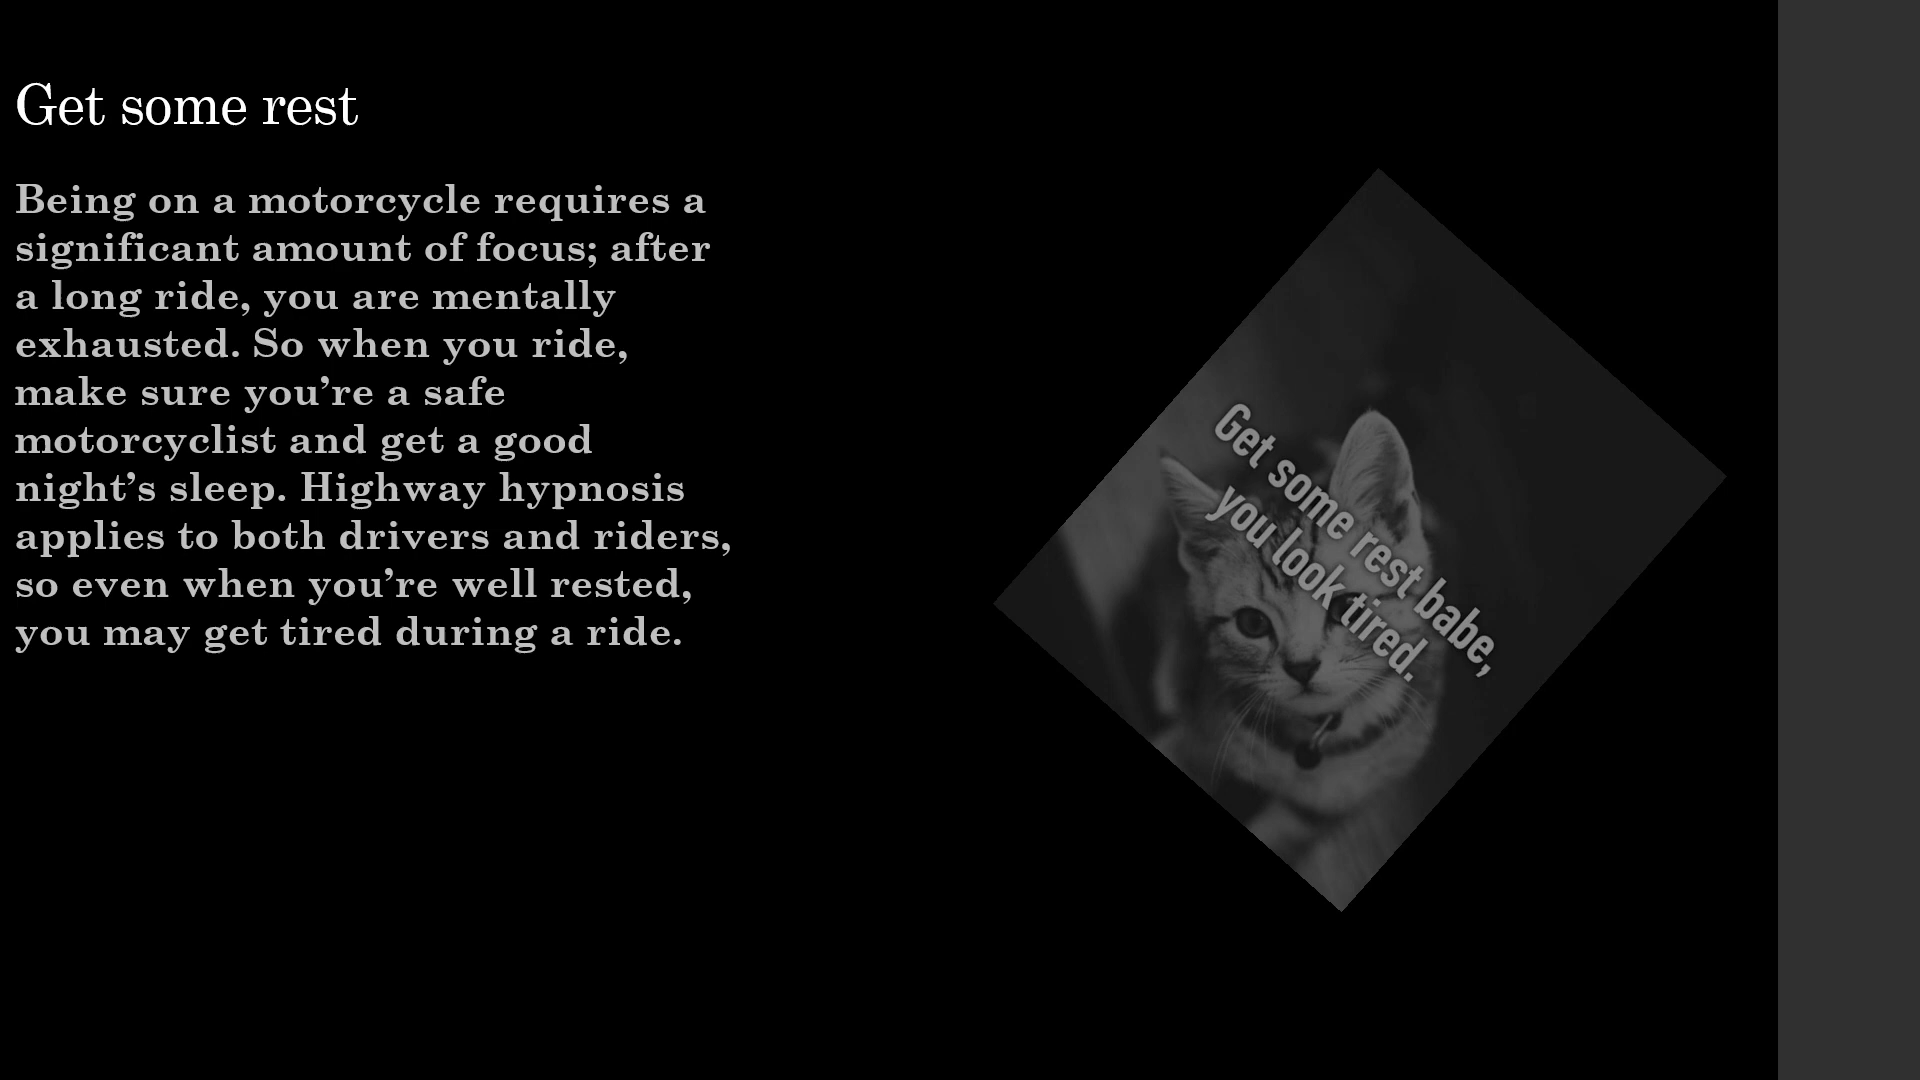 Get some rest
Being on a motorcycle requires a
significant amount of focus; after
a long ride, you are mentally
exhausted. So when you ride,
make sure you’re a safe
motorcyclist and get a good
night’s sleep. Highway hypnosis
applies to both drivers and riders,
so even when you’re well rested,
you may get tired during a ride.
Get some rest babe,
you look tired.